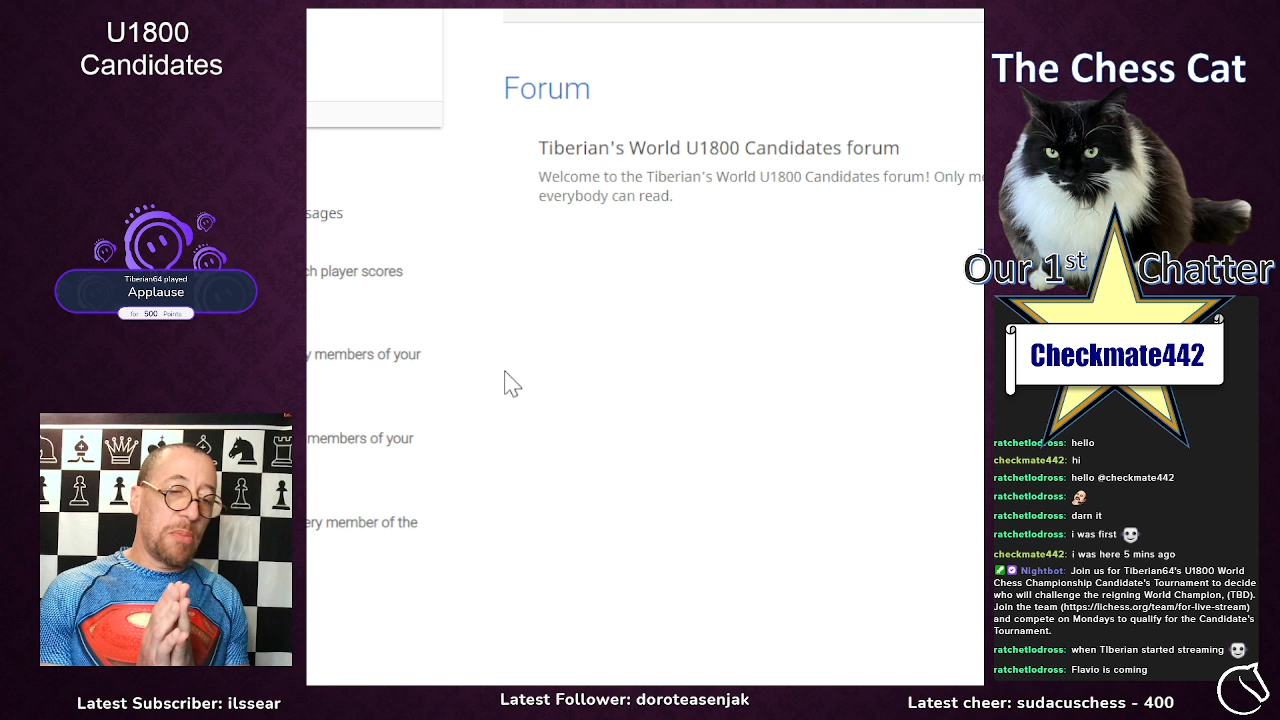 U1800
Candidates
Tiberian64 played
Applause
for 500 Points
Forum
Tiberian's World U1800 Candidates forum
Welcome to the Tiberian's World U1800 Candidates forum! Only me
everybody can read.
sages
ch player scores
y members of your
members of your
ery member of the
The Chess Cat
Our 1st Chatter
Checkmate442
ratchetlodross: hello
checkmate442: hi
ratchetlodross: hello @checkmate442
ratchetlodross:
ratchetlodross: darn it
ratchetlodross: i was first
checkmate442: i was here 5 mins ago
Nightbot: Join us for Tiberian64's U1800 World
Chess Championship Candidate's Tournament to decide
who will challenge the reigning World Champion, (TBD).
Join the team (https://lichess.org/team/for-live-stream)
and compete on Mondays to qualify for the Candidate's
Tournament.
ratchetlodross: when TIberian started streaming
ratchetlodross: Flavio is coming
Latest Subscriber: ilssear
Latest Follower: doroteasenjak
Latest cheer: sudacuschess - 400